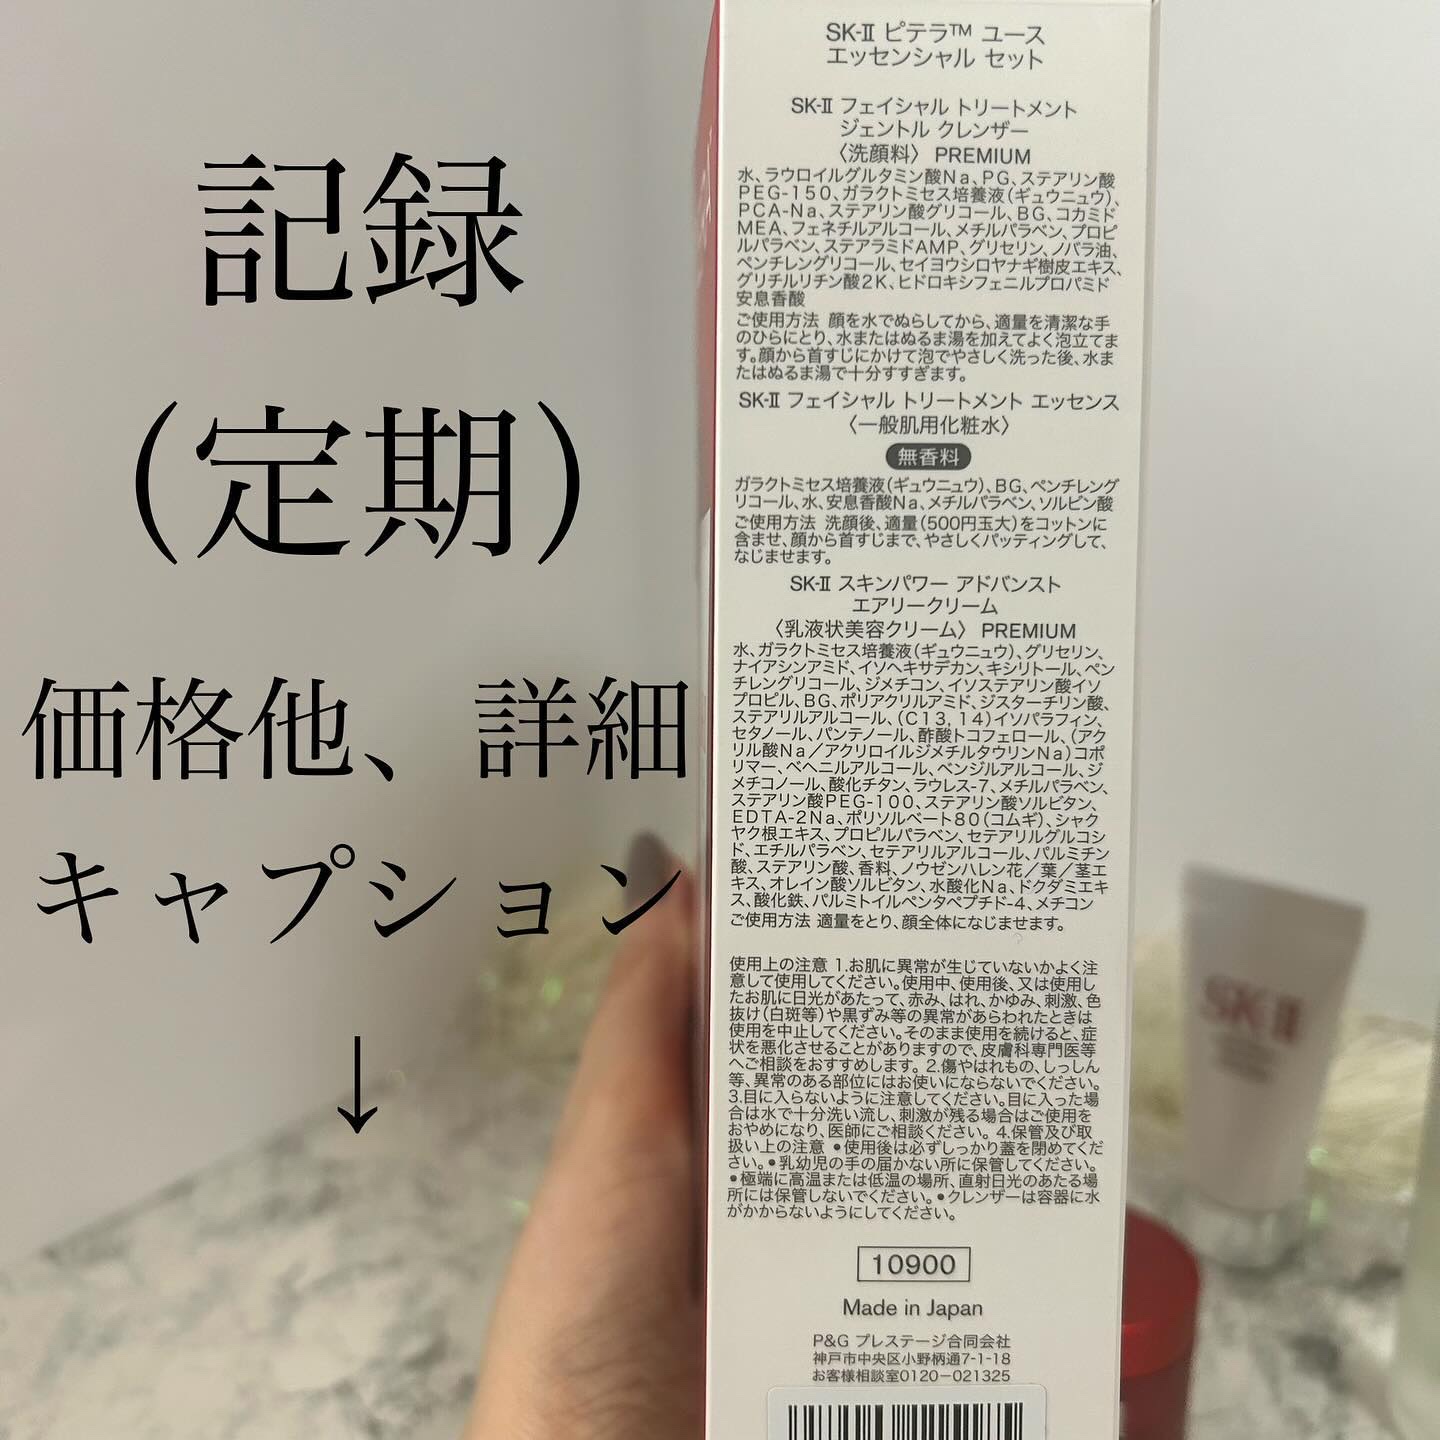 記録
(定期)
価格他、詳細
キャプション
↓
SK-II ピテラ™ ユース
エッセンシャル セット
SK-II フェイシャル トリートメント
ジェントル クレンザー
〈洗顔料〉 PREMIUM
水、ラウロイルグルタミン酸Na、PG、ステアリン酸
PEG-150、ガラクトミセス培養液(ギュウニュウ)、
PCA-Na、ステアリン酸グリコール、BG、コカミド
MEA、フェネチルアルコール、メチルパラベン、プロピ
ルパラベン、ステアラミドAMP、グリセリン、ノバラ油、
ペンチレングリコール、セイヨウシロヤナギ樹皮エキス、
グリチルリチン酸2K、ヒドロキシフェニルプロパミド
安息香酸
ご使用方法 顔を水でぬらしてから、適量を清潔な手
のひらにとり、水またはぬるま湯を加えてよく泡立てま
す。顔から首すじにかけて泡でやさしく洗った後、水ま
たはぬるま湯で十分すすぎます。
SK-II フェイシャル トリートメント エッセンス
〈一般肌用化粧水〉
無香料
ガラクトミセス培養液(ギュウニュウ)、BG、ペンチレング
リコール、水、安息香酸Na、メチルパラベン、ソルビン酸
ご使用方法 洗顔後、適量(500円玉大)をコットンに
含ませ、顔から首すじまで、やさしくパッティングして、
なじませます。
SK-II スキンパワー アドバンスト
エアリークリーム
〈乳液状美容クリーム〉 PREMIUM
水、ガラクトミセス培養液(ギュウニュウ)、グリセリン、
ナイアシンアミド、イソヘキサデカン、キシリトール、ペン
チレングリコール、ジメチコン、イソステアリン酸イソ
プロピル、BG、ポリアクリルアミド、ジスターチリン酸、
ステアリルアルコール、(C13, 14)イソパラフィン、
セタノール、パンテノール、酢酸トコフェロール、(アク
リル酸Na/アクリロイルジメチルタウリンNa)コポ
リマー、ベヘニルアルコール、ベンジルアルコール、ジ
メチコノール、酸化チタン、ラウレス-7、メチルパラベン、
ステアリン酸PEG-100、ステアリン酸ソルビタン、
EDTA-2Na、ポリソルベート80(コムギ)、シャク
ヤク根エキス、プロピルパラベン、セテアリルグルコシ
ド、エチルパラベン、セテアリルアルコール、パルミチン
酸、ステアリン酸、香料、ノウゼンハレン花/葉/茎エ
キス、オレイン酸ソルビタン、水酸化Na、ドクダミエキ
ス、酸化鉄、パルミトイルペンタペプチド-4、メチコン
ご使用方法 適量をとり、顔全体になじませます。
使用上の注意 1.お肌に異常が生じていないかよく注
意して使用してください。使用中、使用後、又は使用し
たお肌に日光があたって、赤み、はれ、かゆみ、刺激、色
抜け(白斑等)や黒ずみ等の異常があらわれたときは
使用を中止してください。そのまま使用を続けると、症
状を悪化させることがありますので、皮膚科専門医等
へご相談をおすすめします。 2.傷やはれもの、しっしん
等、異常のある部位にはお使いにならないでください。
3.目に入らないように注意してください。目に入った場
合は水で十分洗い流し、刺激が残る場合はご使用を
おやめになり、医師にご相談ください。 4.保管及び取
扱い上の注意 ●使用後は必ずしっかり蓋を閉めてくだ
さい。●乳幼児の手の届かない所に保管してください。
●極端に高温または低温の場所、直射日光のあたる場
所には保管しないでください。●クレンザーは容器に水
がかからないようにしてください。
10900
Made in Japan
P&G プレステージ合同会社
神戸市中央区小野柄通7-1-18
お客様相談室0120−021325
SK-II